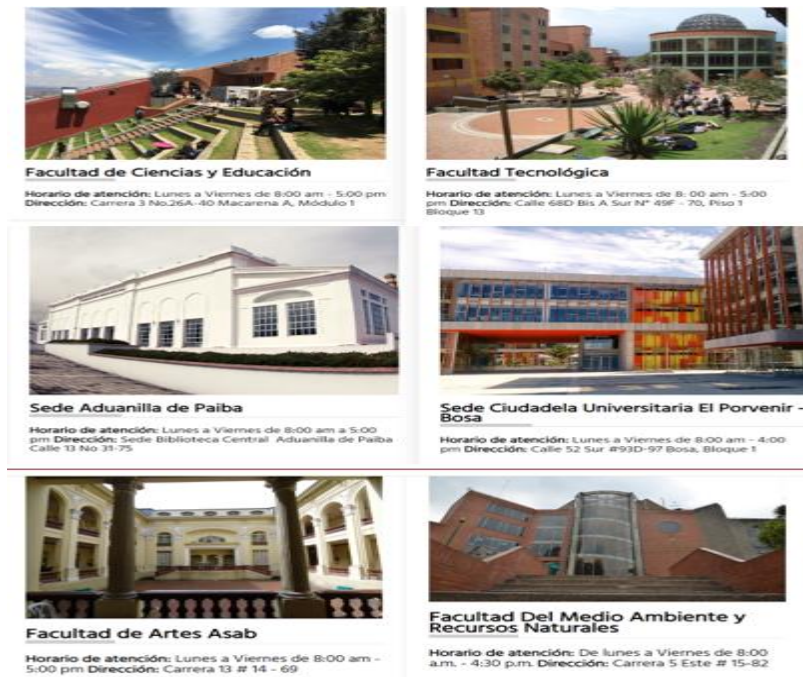 Facultad de Ciencias y Educación
Horario de atención: Lunes a Viernes de 8:00 am - 5:00 pm
Dirección: Carrera 3 No.26A-40 Macarena A, Módulo 1
Facultad Tecnológica
Horario de atención: Lunes a Viernes de 8: 00 am - 5:00
pm Dirección: Calle 68D Bis A Sur N° 49F - 70, Piso 1
Bloque 13
Sede Aduanilla de Paiba
Horario de atención: Lunes a Viernes de 8:00 am a 5:00
pm Dirección: Sede Biblioteca Central Aduanilla de Paiba
Calle 13 No 31-75
Sede Ciudadela Universitaria El Porvenir -
Bosa
Horario de atención: Lunes a Viernes de 8:00 am - 4:00
pm Dirección: Calle 52 Sur #93D-97 Bosa, Bloque 1
Facultad de Artes Asab
Horario de atención: Lunes a Viernes de 8:00 am -
5:00 pm Dirección: Carrera 13 # 14 - 69
Facultad Del Medio Ambiente y
Recursos Naturales
Horario de atención: De lunes a Viernes de 8:00
a.m. - 4:30 p.m. Dirección: Carrera 5 Este # 15-82